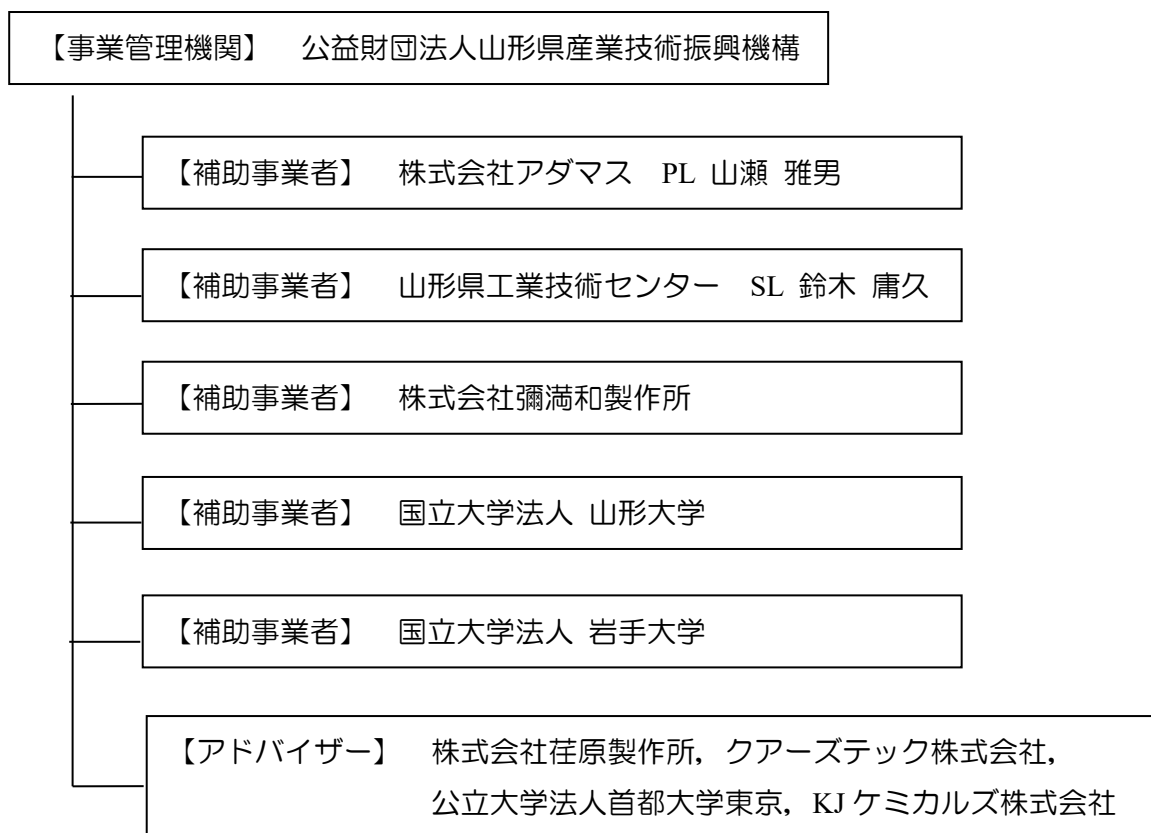 【事業管理機関】　公益財団法人山形県産業技術振興機構
【補助事業者】　株式会社アダマス　PL 山瀬 雅男
【補助事業者】　山形県工業技術センター　SL 鈴木 庸久
【補助事業者】　株式会社彌満和製作所
【補助事業者】　国立大学法人 山形大学
【補助事業者】　国立大学法人 岩手大学
【アドバイザー】　株式会社荏原製作所，クアーズテック株式会社，
公立大学法人首都大学東京，KJ ケミカルズ株式会社